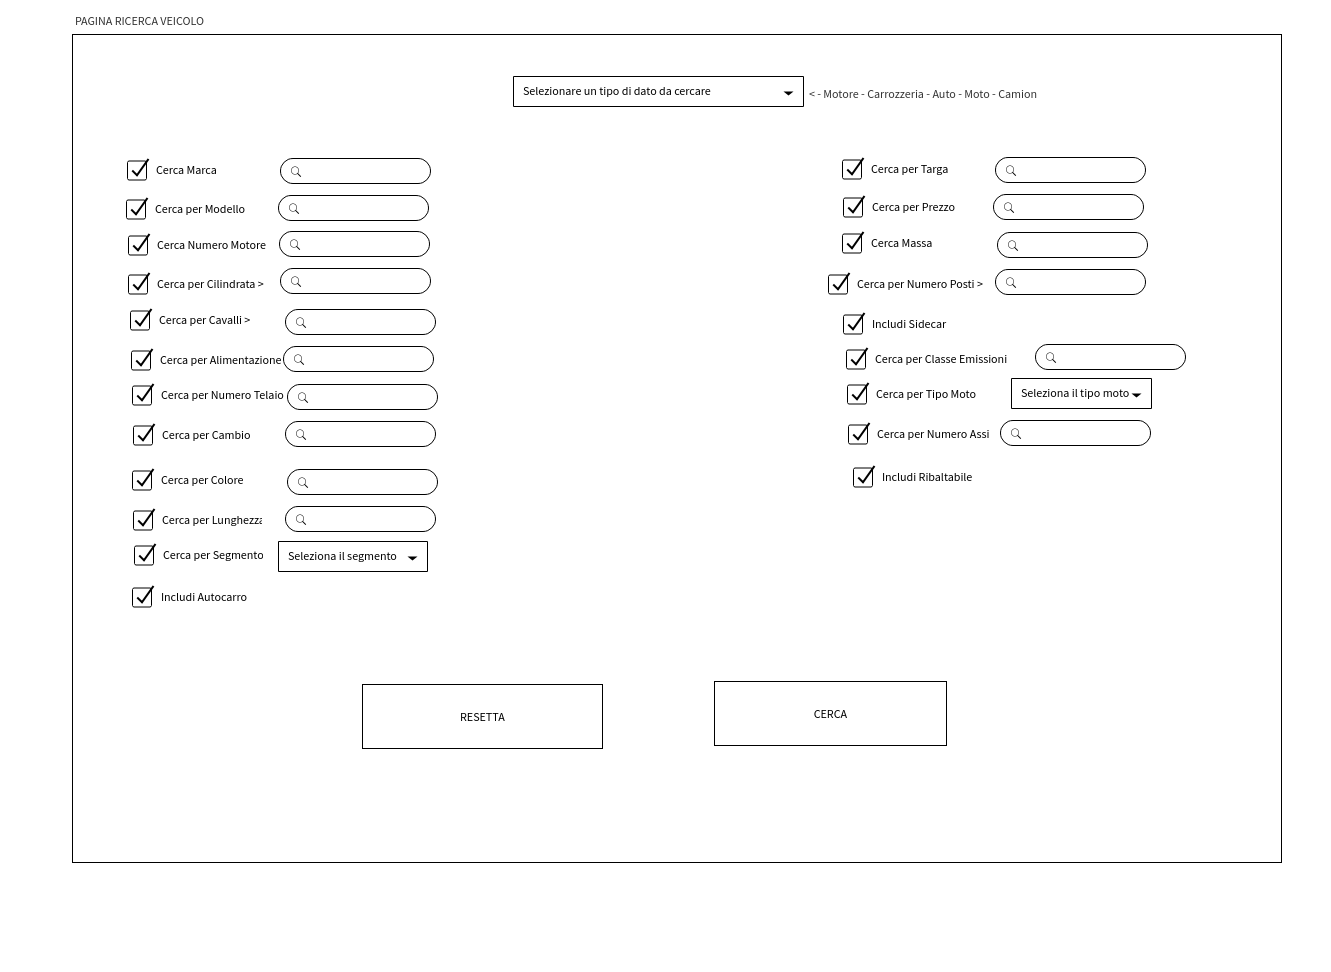 PAGINA RICERCA VEICOLO
Selezionare un tipo di dato da cercare
< - Motore - Carrozzeria - Auto - Moto - Camion
Cerca Marca
Cerca per Modello
Cerca Numero Motore
Cerca per Cilindrata >
Cerca per Cavalli >
Cerca per Alimentazione
Cerca per Numero Telaio
Cerca per Cambio
Cerca per Colore
Cerca per Lunghezza
Cerca per Segmento
Seleziona il segmento
Includi Autocarro
Cerca per Targa
Cerca per Prezzo
Cerca Massa
Cerca per Numero Posti >
Includi Sidecar
Cerca per Classe Emissioni
Cerca per Tipo Moto
Seleziona il tipo moto
Cerca per Numero Assi
Includi Ribaltabile
RESETTA
CERCA